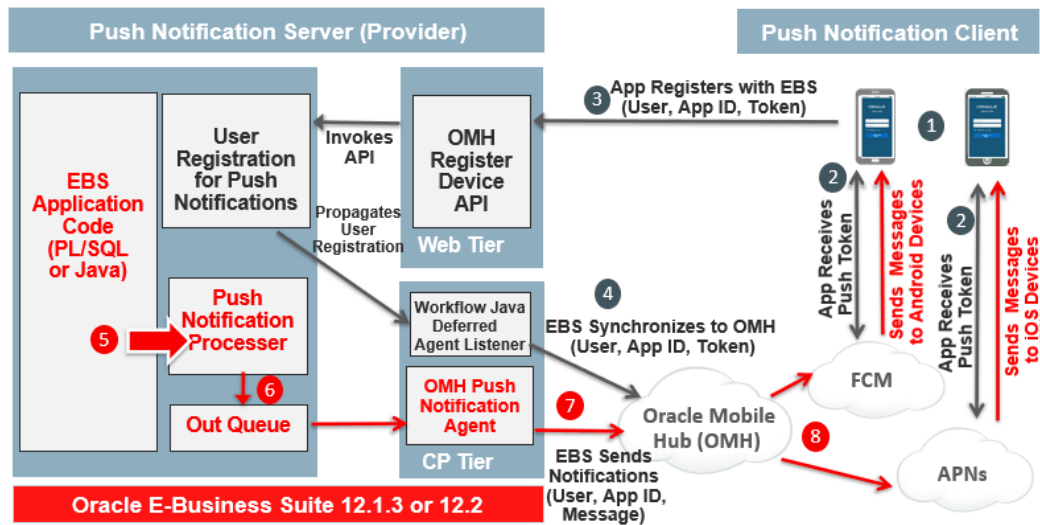 Push Notification Server (Provider)
Push Notification Client
EBS
Application
Code
(PL/SQL
or Java)
User
Registration
for Push
Notifications
Invokes
API
OMH
Register
Device
API
Web Tier
3
App Registers with EBS
(User, App ID, Token)
1
ORACLE
ORACLE
Propagates
User
Registration
2
App Receives
Push Token
Sends Messages
to Android Devices
2
App Receives
Push Token
Sends Messages
to iOS Devices
Workflow Java
Deferred
Agent Listener
4
EBS Synchronizes to OMH
(User, App ID, Token)
5
Push
Notification
Processer
6
Out Queue
OMH Push
Notification
Agent
CP Tier
7
EBS Sends
Notifications
(User, App ID,
Message)
Oracle Mobile
Hub (OMH)
8
FCM
APNs
Oracle E-Business Suite 12.1.3 or 12.2